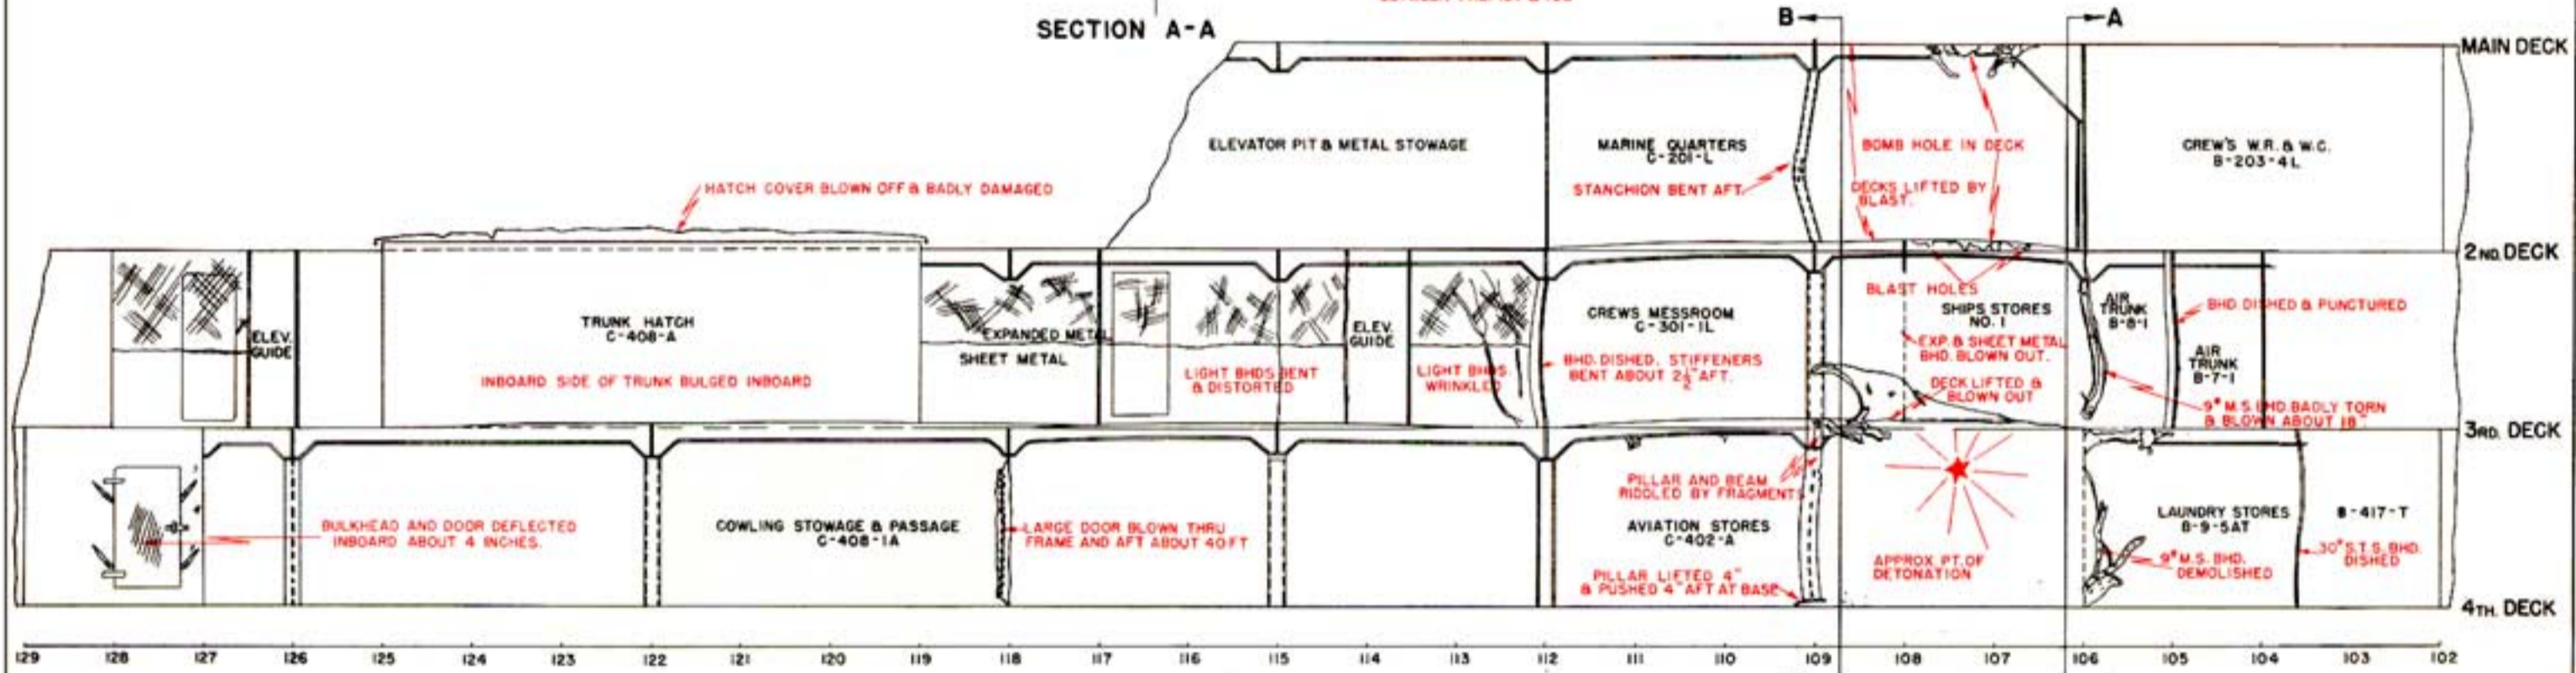 SECTION A-A
B
A
MAIN DECK
ELEVATOR PIT & METAL STOWAGE
MARINE QUARTERS
C-201-L
STANCHION BENT AFT.
BOMB HOLE IN DECK
DECKS LIFTED BY
BLAST.
CREW'S W.R. & W.C.
B-203-4L
HATCH COVER BLOWN OFF & BADLY DAMAGED
2ND. DECK
ELEV.
GUIDE
TRUNK HATCH
C-408-A
INBOARD SIDE OF TRUNK BULGED INBOARD
EXPANDED METAL
SHEET METAL
LIGHT BHDS BENT
& DISTORTED
ELEV.
GUIDE
LIGHT BHDS
WRINKLED
CREWS MESSROOM
C-301-1L
BHD. DISHED. STIFFENERS
BENT ABOUT 2½" AFT.
BLAST HOLES
SHIPS STORES
NO. 1
EXP. & SHEET METAL
BHD. BLOWN OUT.
DECK LIFTED &
BLOWN OUT
AIR
TRUNK
B-8-1
BHD DISHED & PUNCTURED
AIR
TRUNK
B-7-1
9# M.S. BHD. BADLY TORN
& BLOWN ABOUT 18"
3RD. DECK
BULKHEAD AND DOOR DEFLECTED
INBOARD ABOUT 4 INCHES.
COWLING STOWAGE & PASSAGE
C-408-1A
LARGE DOOR BLOWN THRU
FRAME AND AFT ABOUT 40 FT
PILLAR AND BEAM
RIDDLED BY FRAGMENTS
AVIATION STORES
C-402-A
PILLAR LIFTED 4"
& PUSHED 4" AFT AT BASE
APPROX PT. OF
DETONATION
LAUNDRY STORES
B-9-5AT
9# M.S. BHD.
DEMOLISHED
B-417-T
30# S.T.S. BHD.
DISHED
4TH. DECK
129 128 127 126 125 124 123 122 121 120 119 118 117 116 115 114 113 112 111 110 109 108 107 106 105 104 103 102